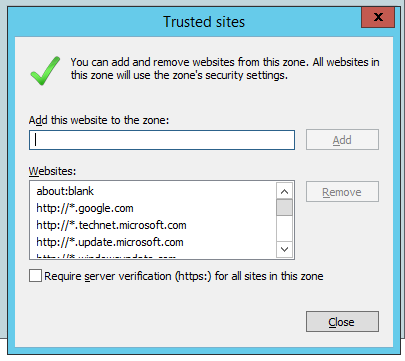 Trusted sites
x
You can add and remove websites from this zone. All websites in
this zone will use the zone's security settings.
Add this website to the zone:
Add
Websites:
about:blank
http://*.google.com
http://*.technet.microsoft.com
http://*.update.microsoft.com
http://*.windowsupdate.com
Remove
Require server verification (https:) for all sites in this zone
Close